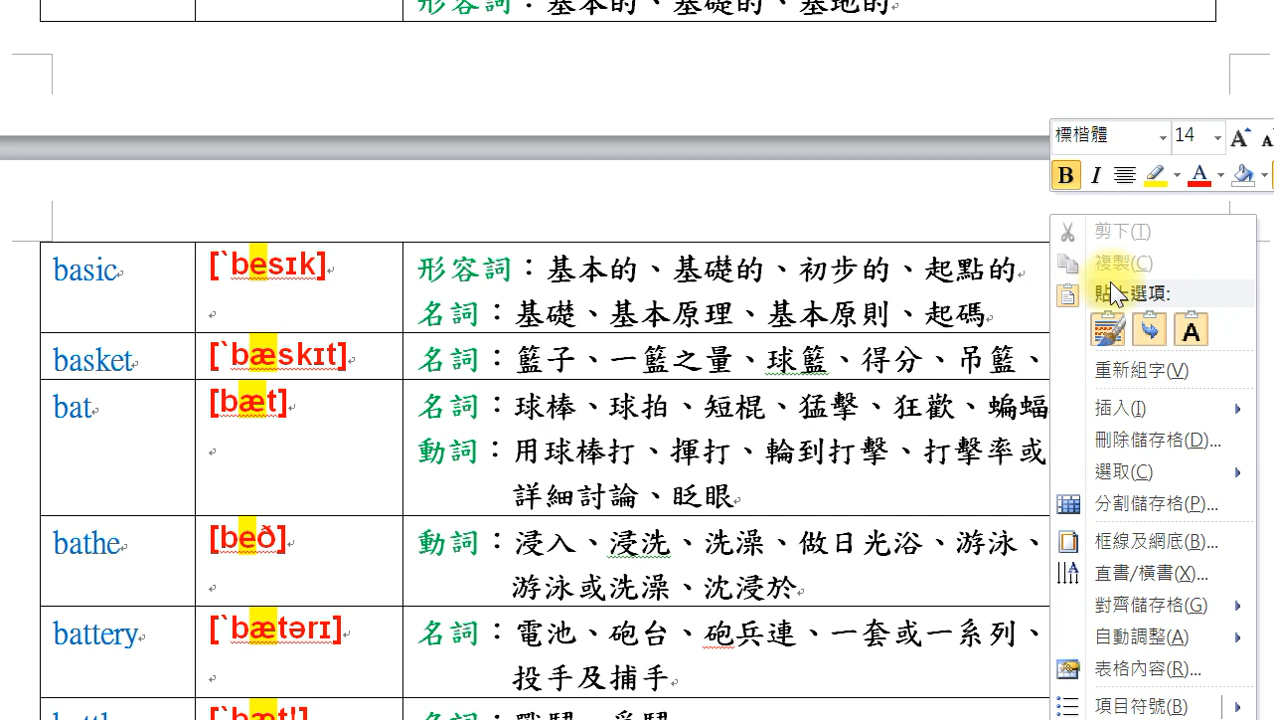 形容詞：基本的、基礎的、基地的
標楷體 14
B I A
basic [ˋbesɪk] 形容詞：基本的、基礎的、初步的、起點的
名詞：基礎、基本原理、基本原則、起碼
basket [ˋbæskɪt] 名詞：籃子、一籃之量、球籃、得分、吊籃、
bat [bæt] 名詞：球棒、球拍、短棍、猛擊、狂歡、蝙蝠
動詞：用球棒打、揮打、輪到打擊、打擊率或
詳細討論、眨眼
bathe [beð] 動詞：浸入、浸洗、洗澡、做日光浴、游泳、
游泳或洗澡、沈浸於
battery [ˋbætərɪ] 名詞：電池、砲台、砲兵連、一套或一系列、
投手及捕手
剪下(T)
複製(C)
貼上選項:
A
重新組字(V)
插入(I)
刪除儲存格(D)...
選取(C)
分割儲存格(P)...
框線及網底(B)...
直書/橫書(X)...
對齊儲存格(G)
自動調整(A)
表格內容(R)...
項目符號(B)